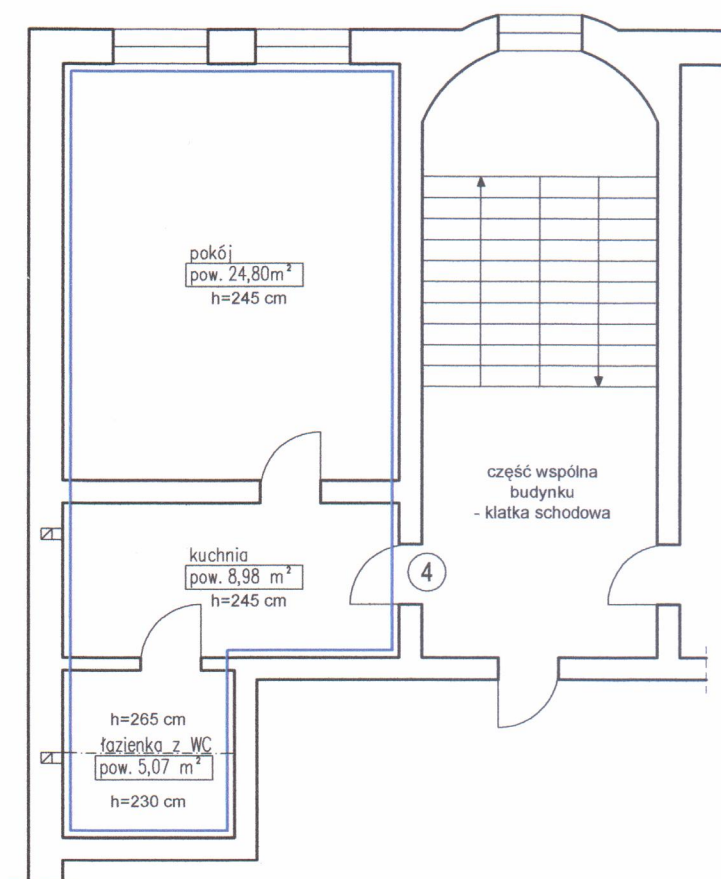 pokój
pow. 24,80m²
h=245 cm
część wspólna
budynku
- klatka schodowa
kuchnia
pow. 8,98 m²
h=245 cm
4
h=265 cm
łazienka z WC
pow. 5,07 m²
h=230 cm